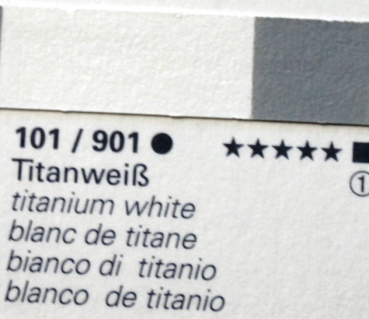 101 / 901 ● ★★★★★ ■
Titanweiß ①
titanium white
blanc de titane
bianco di titanio
blanco de titanio